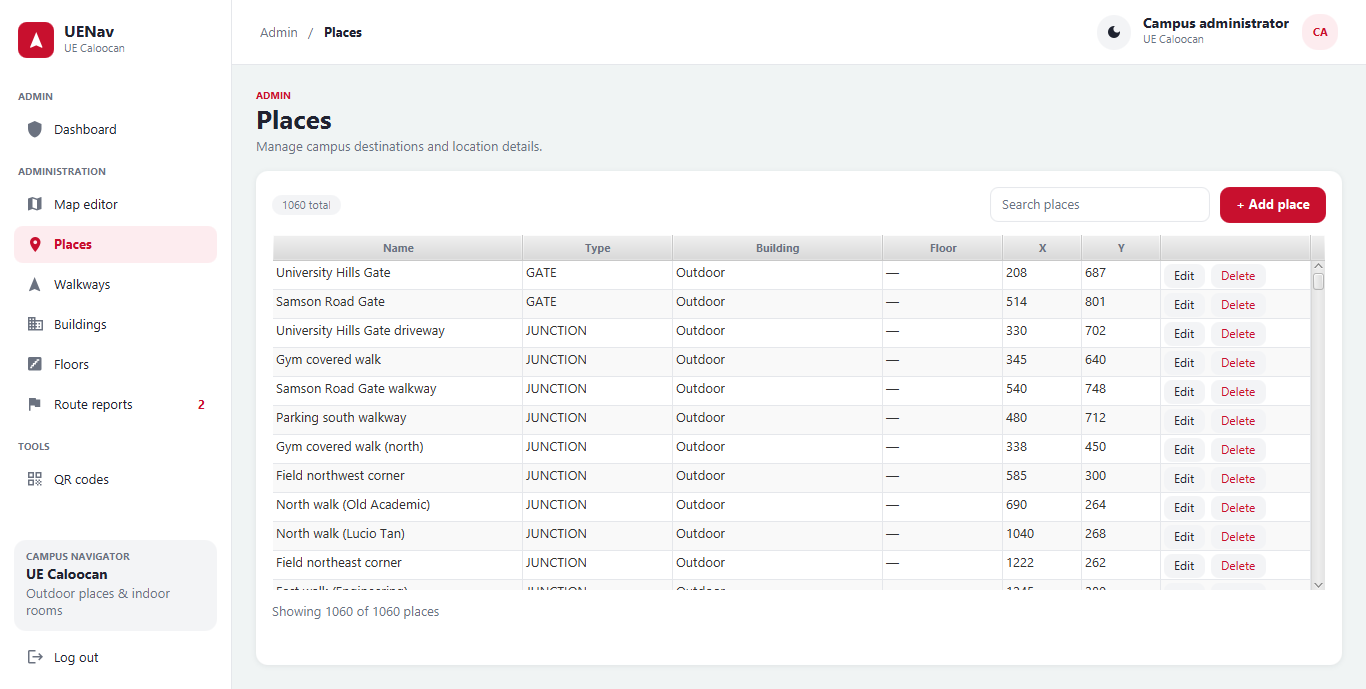 UENav
UE Caloocan
ADMIN
Dashboard
ADMINISTRATION
Map editor
Places
Walkways
Buildings
Floors
Route reports 2
TOOLS
QR codes
CAMPUS NAVIGATOR
UE Caloocan
Outdoor places & indoor
rooms
Log out
Admin / Places
Campus administrator
UE Caloocan
CA
ADMIN
Places
Manage campus destinations and location details.
1060 total
Search places
+ Add place
Name Type Building Floor X Y
University Hills Gate GATE Outdoor — 208 687 Edit Delete
Samson Road Gate GATE Outdoor — 514 801 Edit Delete
University Hills Gate driveway JUNCTION Outdoor — 330 702 Edit Delete
Gym covered walk JUNCTION Outdoor — 345 640 Edit Delete
Samson Road Gate walkway JUNCTION Outdoor — 540 748 Edit Delete
Parking south walkway JUNCTION Outdoor — 480 712 Edit Delete
Gym covered walk (north) JUNCTION Outdoor — 338 450 Edit Delete
Field northwest corner JUNCTION Outdoor — 585 300 Edit Delete
North walk (Old Academic) JUNCTION Outdoor — 690 264 Edit Delete
North walk (Lucio Tan) JUNCTION Outdoor — 1040 268 Edit Delete
Field northeast corner JUNCTION Outdoor — 1222 262 Edit Delete
East walk (Engineering) JUNCTION Outdoor
Showing 1060 of 1060 places